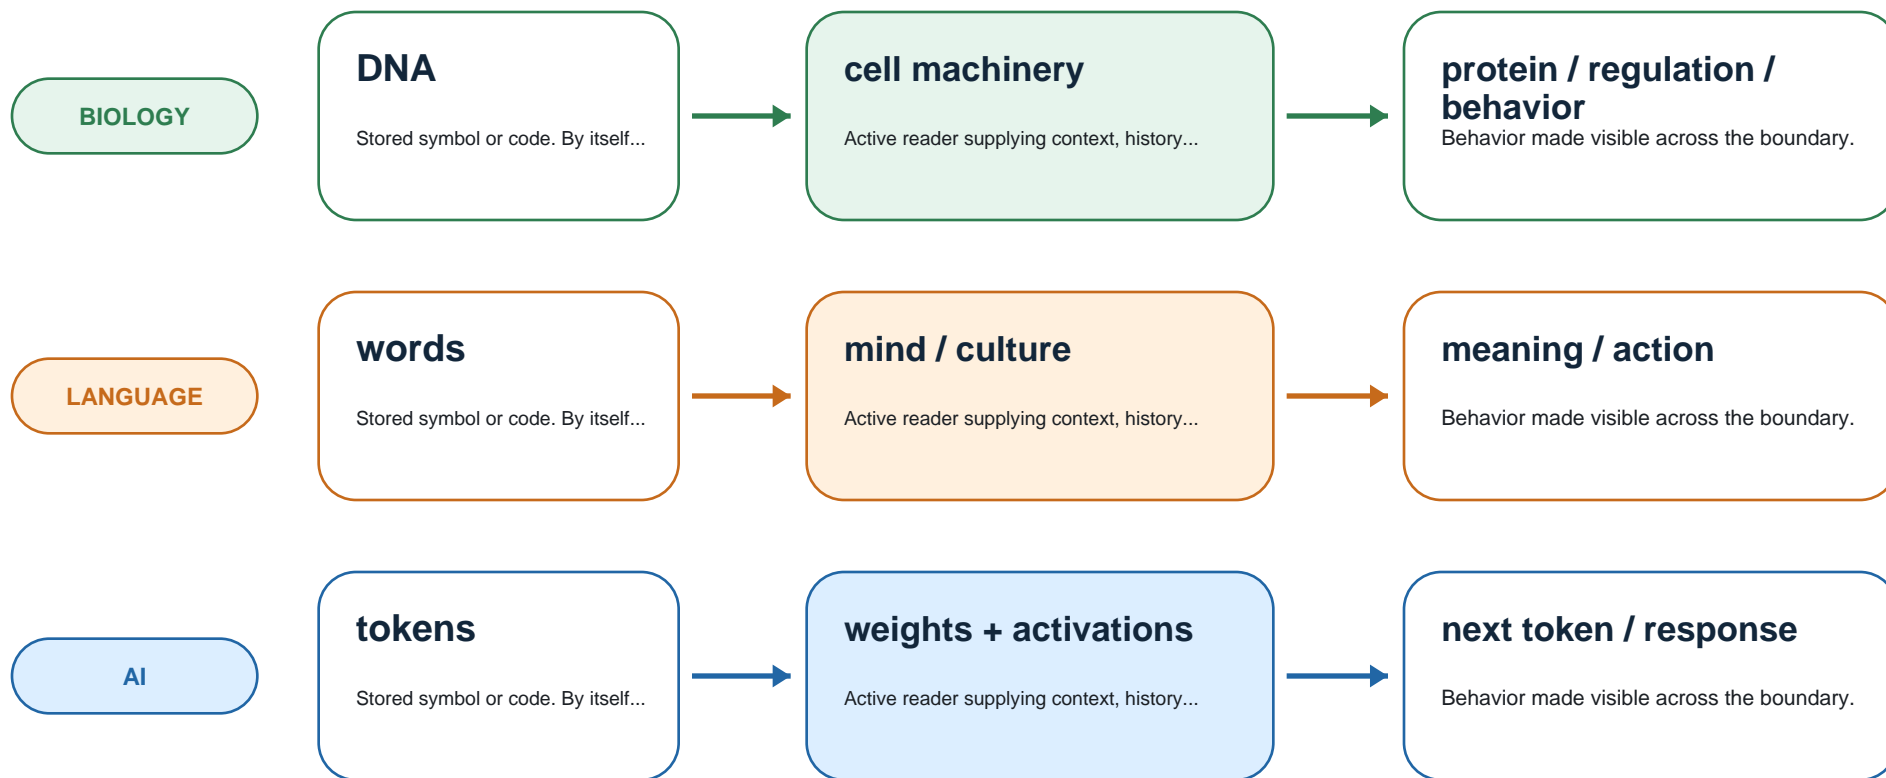 BIOLOGY
DNA
Stored symbol or code. By itself...
cell machinery
Active reader supplying context, history...
protein / regulation /
behavior
Behavior made visible across the boundary.
LANGUAGE
words
Stored symbol or code. By itself...
mind / culture
Active reader supplying context, history...
meaning / action
Behavior made visible across the boundary.
AI
tokens
Stored symbol or code. By itself...
weights + activations
Active reader supplying context, history...
next token / response
Behavior made visible across the boundary.